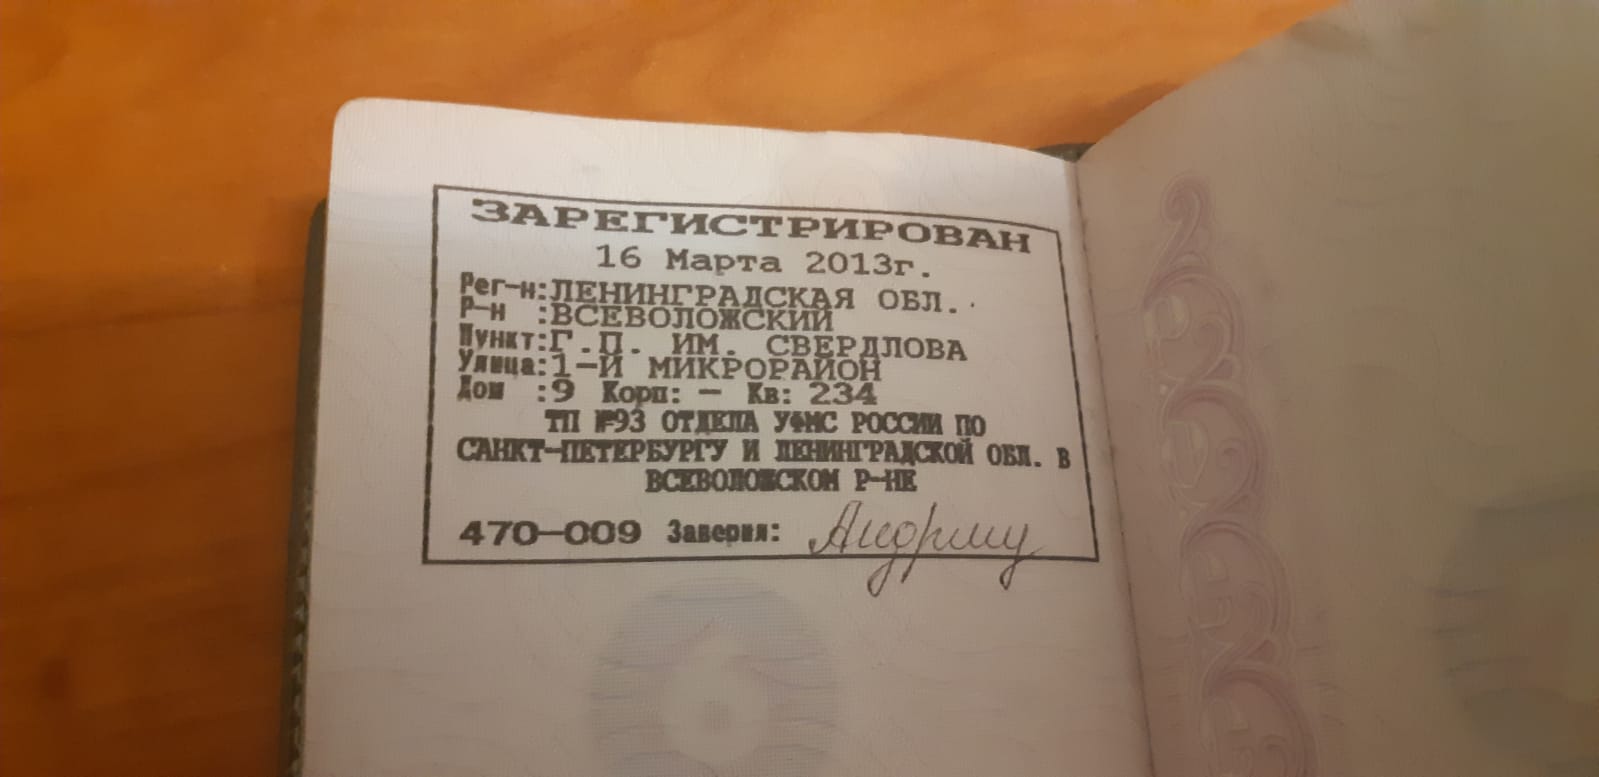 ЗАРЕГИСТРИРОВАН
16 Марта 2013г.
Рег-н:ЛЕНИНГРАДСКАЯ ОБЛ.
Р-н :ВСЕВОЛОЖСКИЙ
Пункт:Г.П. ИМ. СВЕРДЛОВА
Улица:1-Й МИКРОРАЙОН
Дом :9 Корп: - Кв: 234
ТП №93 ОТДЕЛА УФМС РОССИИ ПО
САНКТ-ПЕТЕРБУРГУ И ЛЕНИНГРАДСКОЙ ОБЛ. В
ВСЕВОЛОЖСКОМ Р-НЕ
470-009 Заверил: